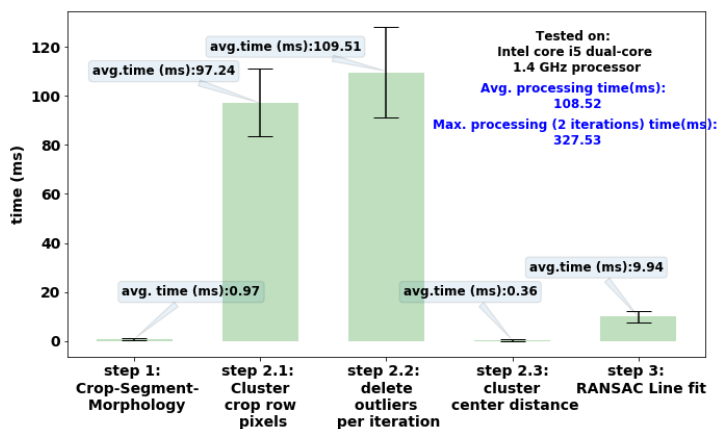 Tested on:
Intel core i5 dual-core
1.4 GHz processor
Avg. processing time(ms):
108.52
Max. processing (2 iterations) time(ms):
327.53
avg.time (ms):109.51
avg.time (ms):97.24
avg. time (ms):0.97
avg.time (ms):0.36
avg.time (ms):9.94
time (ms)
120
100
80
60
40
20
0
step 1:
Crop-Segment-
Morphology
step 2.1:
Cluster
crop row
pixels
step 2.2:
delete
outliers
per iteration
step 2.3:
cluster
center distance
step 3:
RANSAC Line fit